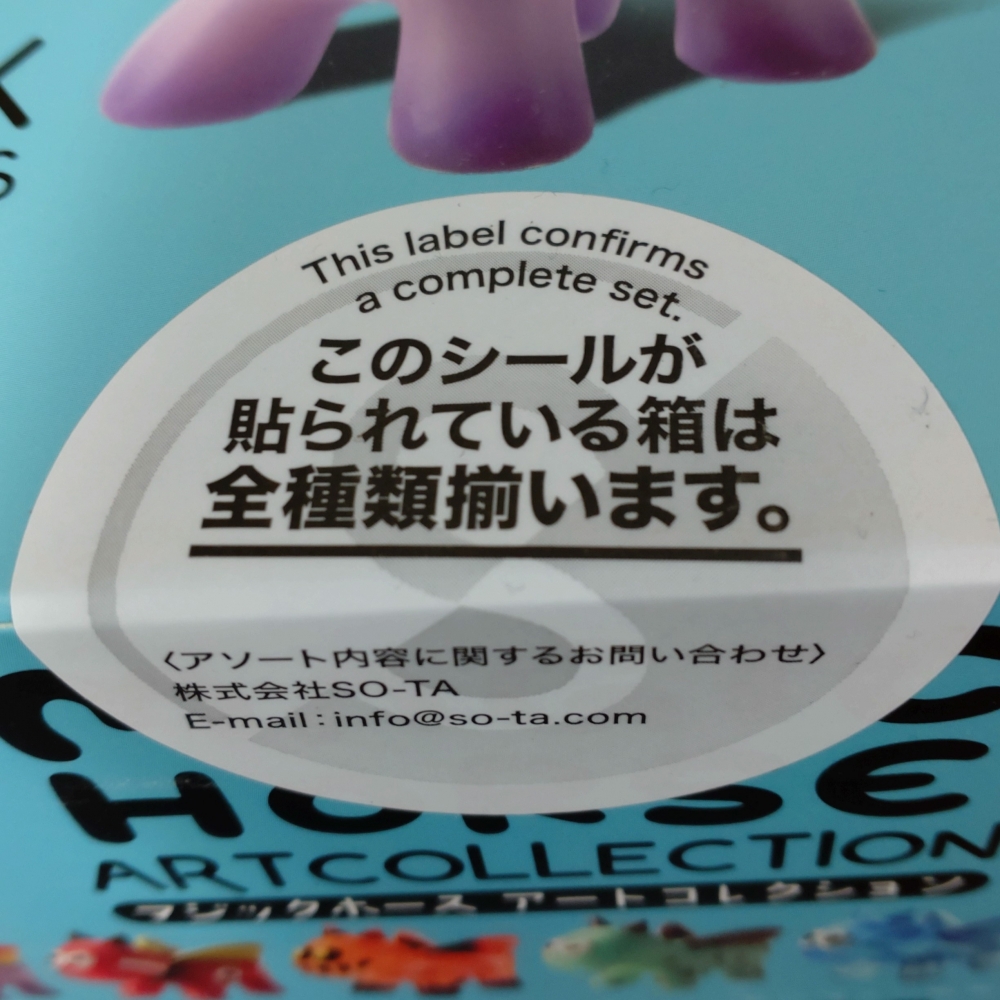 This label confirms
a complete set.
このシールが
貼られている箱は
全種類揃います。
〈アソート内容に関するお問い合わせ〉
株式会社SO-TA
E-mail：info@so-ta.com
HORSE
ARTCOLLECTION
マジックホース アートコレクション